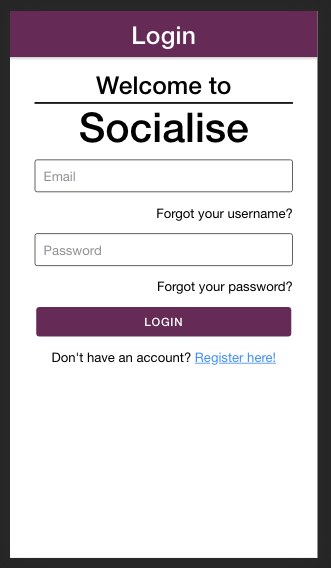 Login
Welcome to
Socialise
Email
Forgot your username?
Password
Forgot your password?
LOGIN
Don't have an account? Register here!